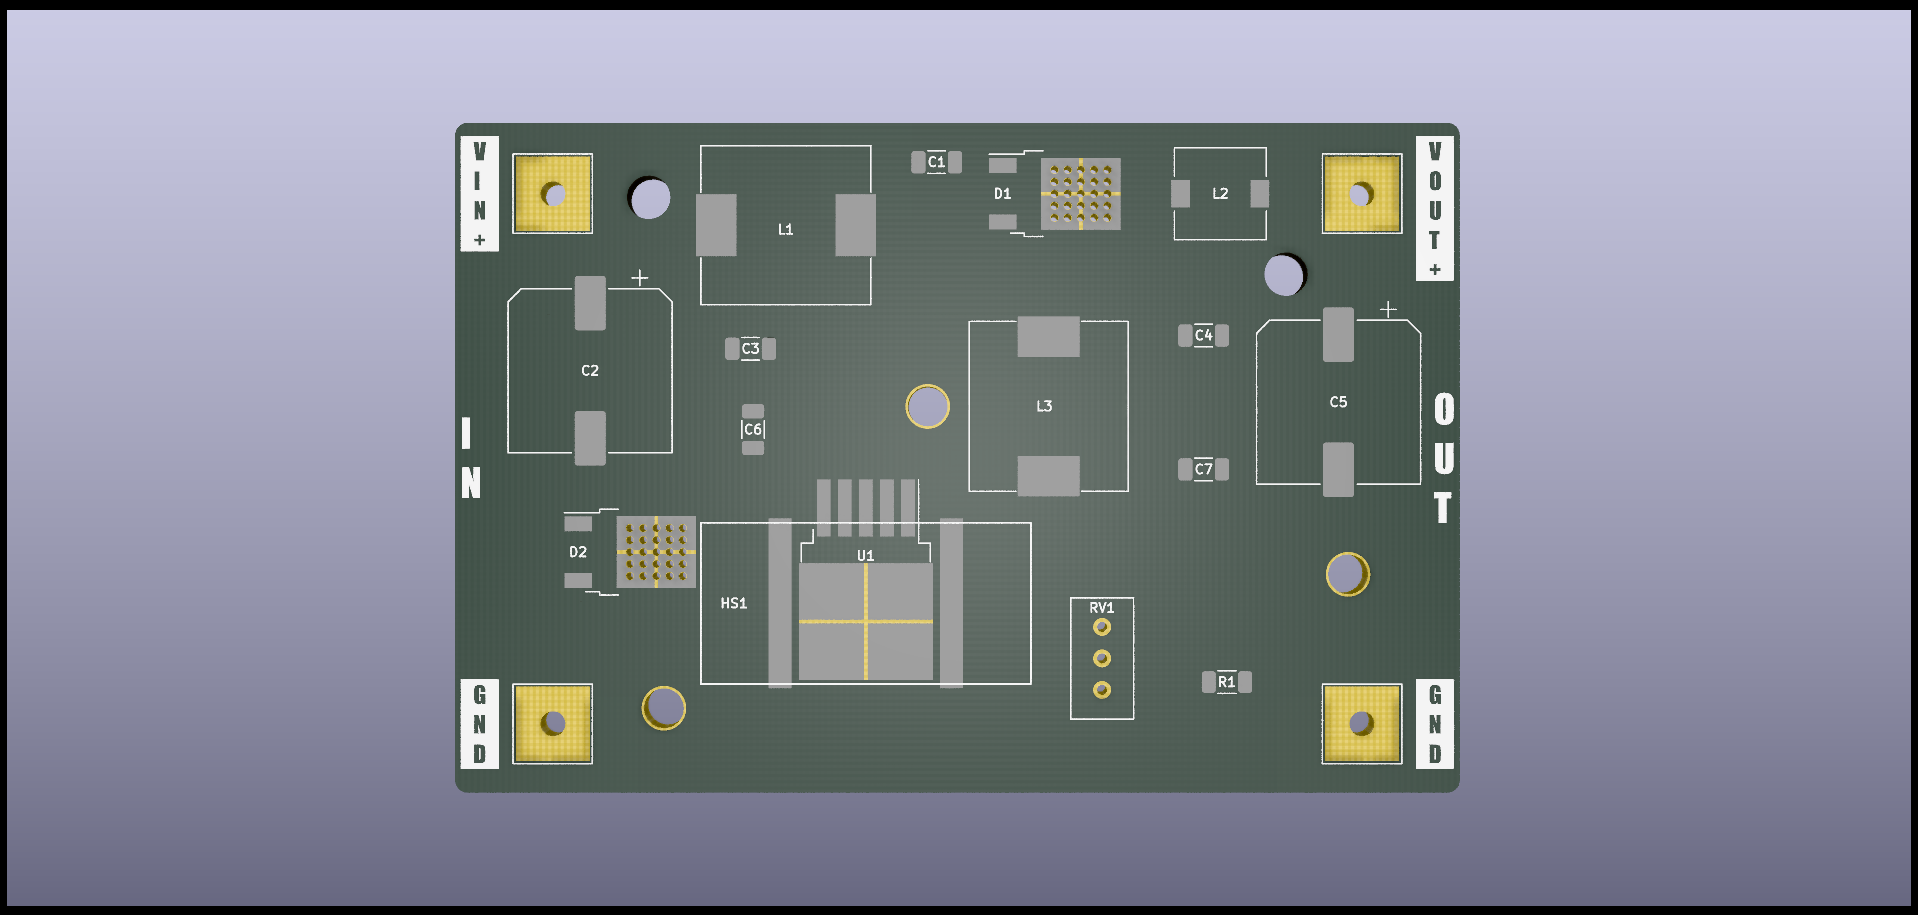 VIN+
C1
D1
L2
VOUT+
L1
+
+
C4
C3
C2
C5
L3
C6
IN
OUT
C7
D2
U1
HS1
RV1
R1
GND
GND